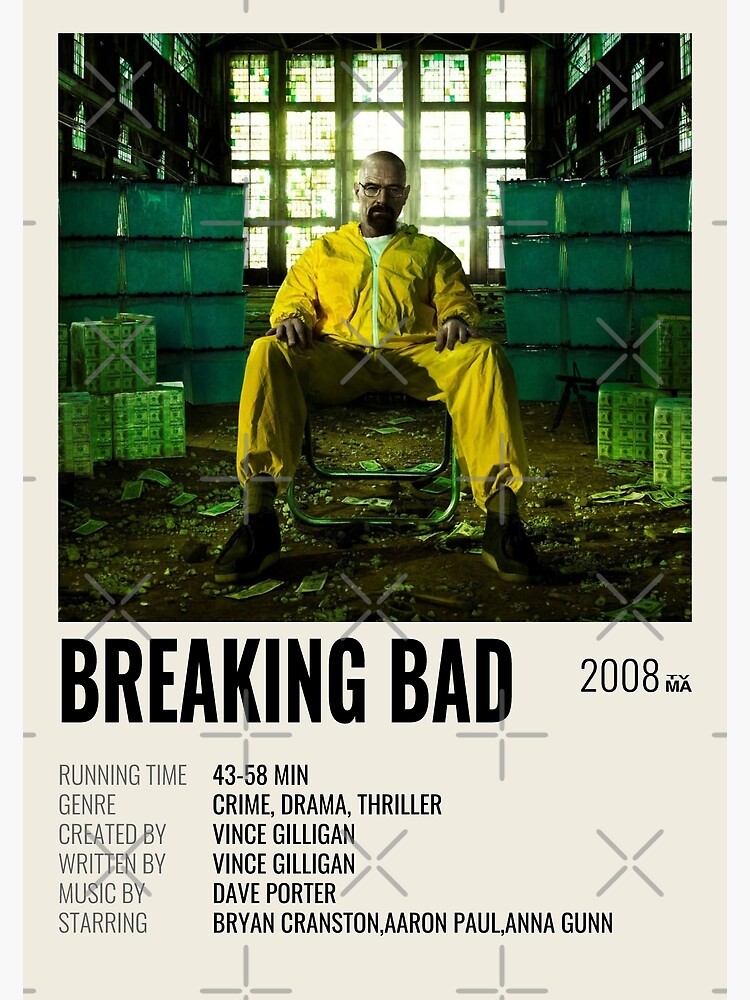 BREAKING BAD
2008 TV MA
RUNNING TIME 43-58 MIN
GENRE CRIME, DRAMA, THRILLER
CREATED BY VINCE GILLIGAN
WRITTEN BY VINCE GILLIGAN
MUSIC BY DAVE PORTER
STARRING BRYAN CRANSTON,AARON PAUL,ANNA GUNN